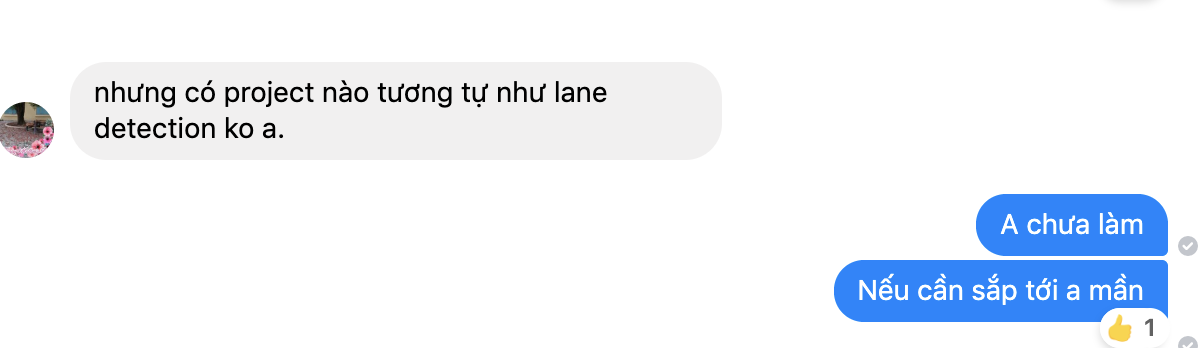 nhưng có project nào tương tự như lane
detection ko a.
A chưa làm
Nếu cần sắp tới a mần
1